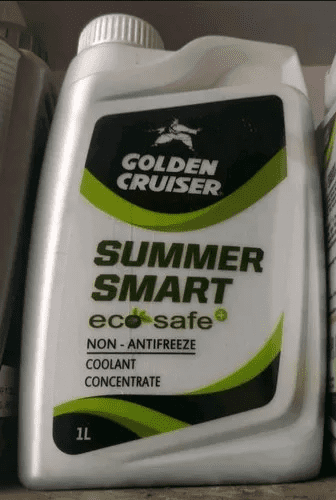 GOLDEN
CRUISER
SUMMER
SMART
eco safe+
NON - ANTIFREEZE
COOLANT
CONCENTRATE
1L